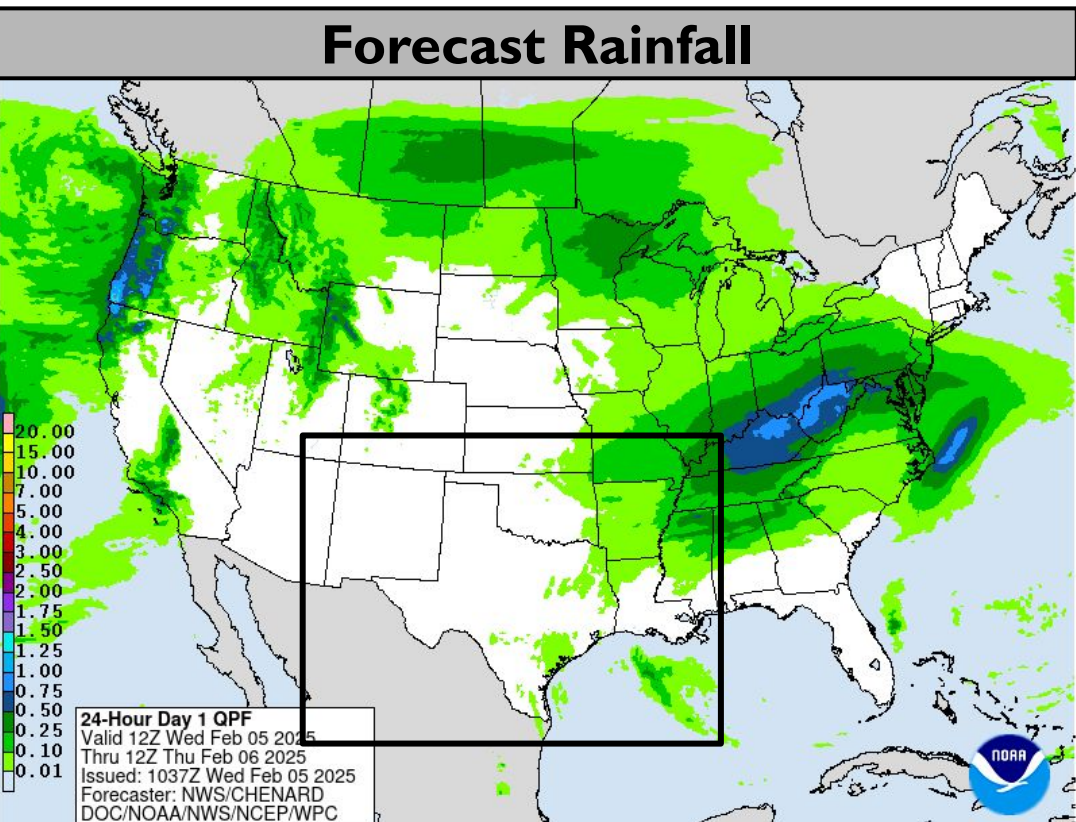 Forecast Rainfall
20.00
15.00
10.00
7.00
5.00
4.00
3.00
2.50
2.00
1.75
1.50
1.25
1.00
0.75
0.50
0.25
0.10
0.01
24-Hour Day 1 QPF
Valid 12Z Wed Feb 05 2025
Thru 12Z Thu Feb 06 2025
Issued: 1037Z Wed Feb 05 2025
Forecaster: NWS/CHENARD
DOC/NOAA/NWS/NCEP/WPC
NOAA